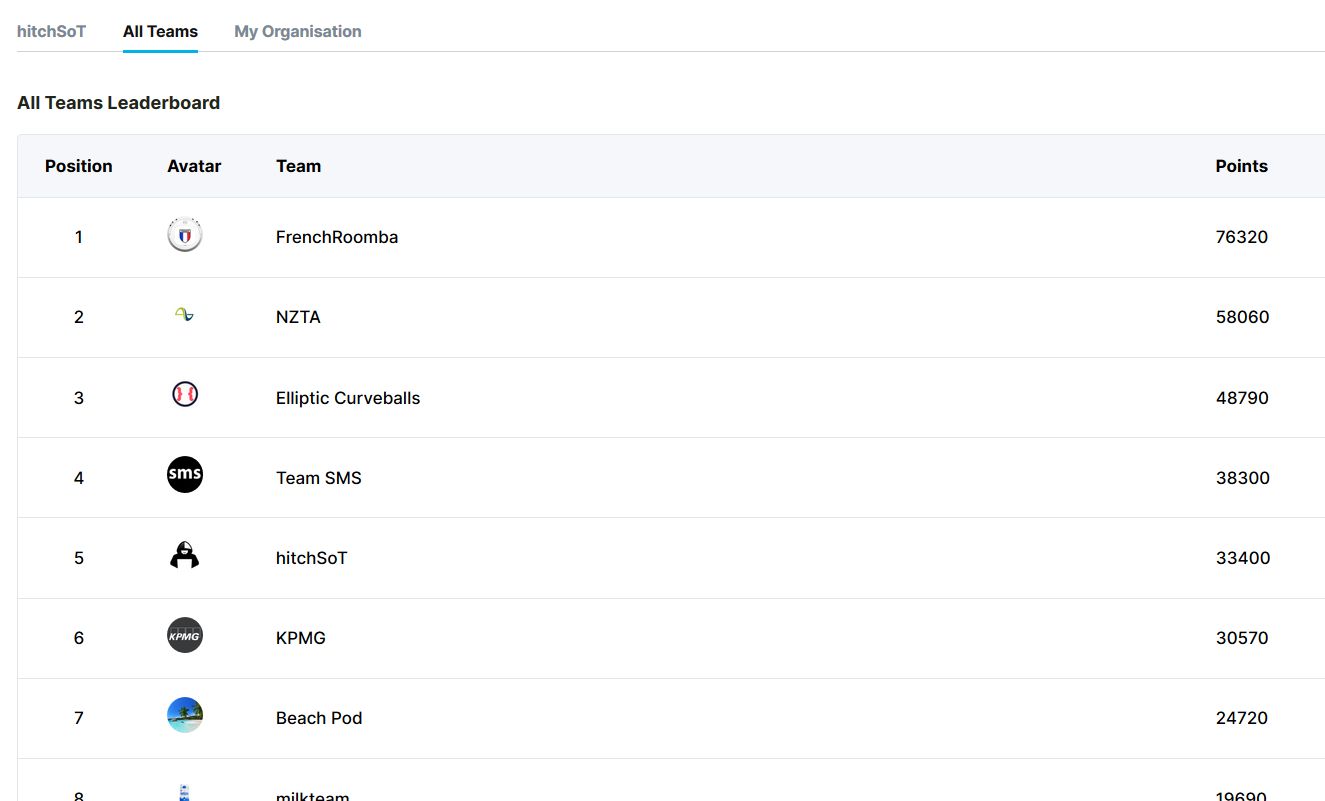 hitchSoT All Teams My Organisation
All Teams Leaderboard
Position Avatar Team Points
1 FrenchRoomba 76320
2 NZTA 58060
3 Elliptic Curveballs 48790
4 sms Team SMS 38300
5 hitchSoT 33400
6 KPMG KPMG 30570
7 Beach Pod 24720
8 milkteam 19690